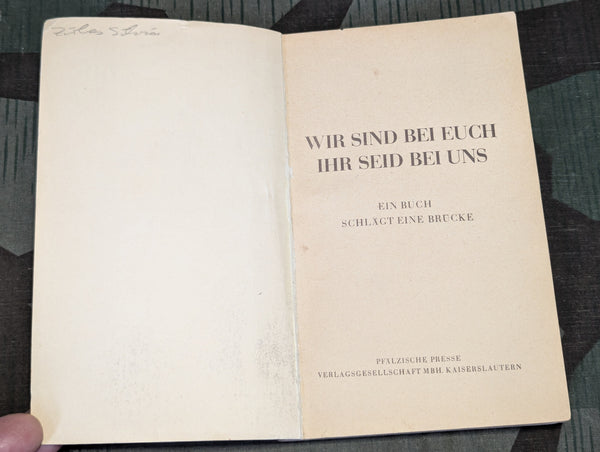 WIR SIND BEI EUCH
IHR SEID BEI UNS
EIN BUCH
SCHLÄGT EINE BRÜCKE
PFÄLZISCHE PRESSE
VERLAGSGESELLSCHAFT MBH. KAISERSLAUTERN